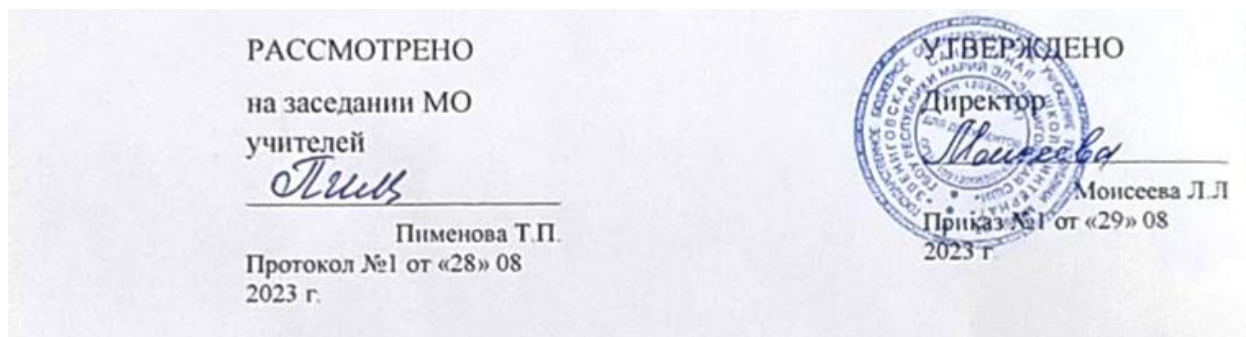 РАССМОТРЕНО
на заседании МО
учителей
Пименова Т.П.
Протокол №1 от «28» 08
2023 г.
УТВЕРЖДЕНО
Директор
Моисеева
Моисеева Л.Л
Приказ №1 от «29» 08
2023 г